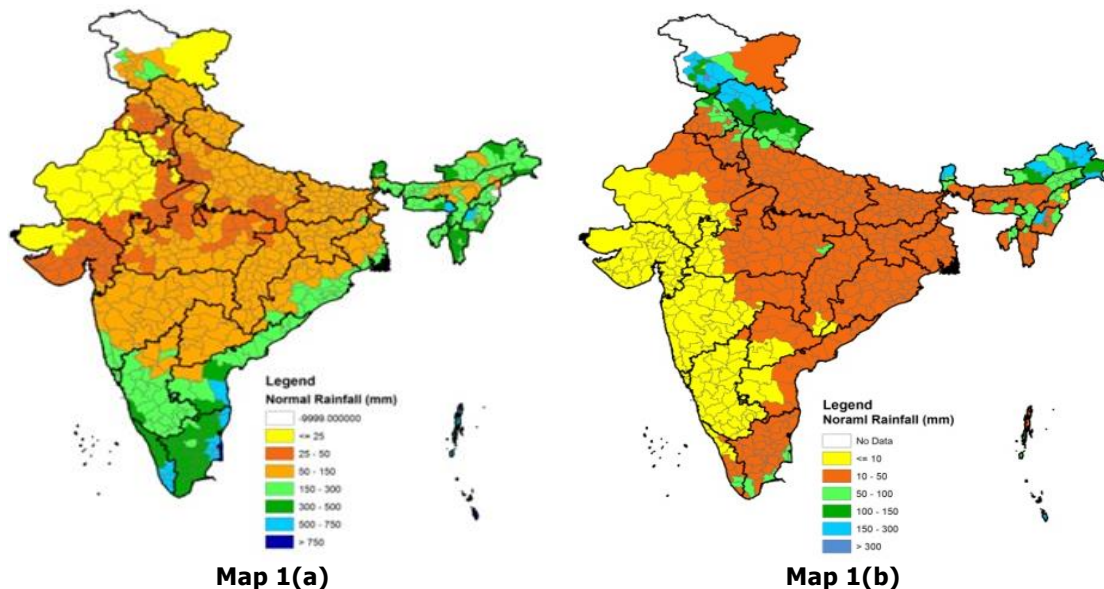 Legend
Normal Rainfall (mm)
-9999.000000
<= 25
25 - 50
50 - 150
150 - 300
300 - 500
500 - 750
> 750
Map 1(a)
Legend
Noraml Rainfall (mm)
No Data
<= 10
10 - 50
50 - 100
100 - 150
150 - 300
> 300
Map 1(b)